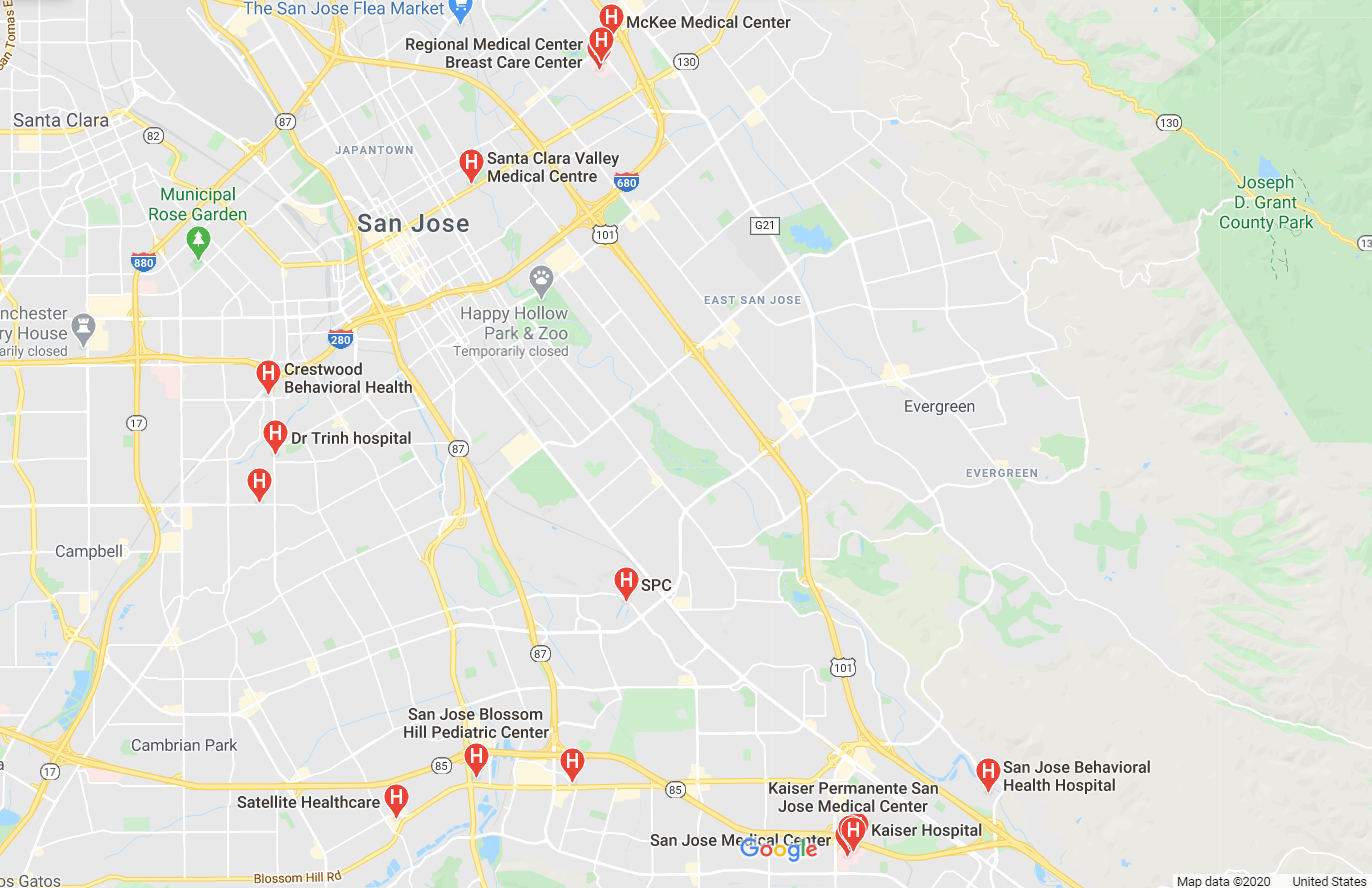 The San Jose Flea Market
McKee Medical Center
Regional Medical Center
Breast Care Center
130
San Tomas E
Santa Clara
82
87
130
JAPANTOWN
Santa Clara Valley
Medical Centre
680
Municipal
Rose Garden
Joseph
D. Grant
County Park
San Jose
G21
101
13
880
EAST SAN JOSE
nchester
ry House
arily closed
Happy Hollow
Park & Zoo
Temporarily closed
280
Crestwood
Behavioral Health
Evergreen
17
Dr Trinh hospital
87
EVERGREEN
Campbell
SPC
87
101
San Jose Blossom
Hill Pediatric Center
Cambrian Park
85
17
a
San Jose Behavioral
Health Hospital
85
Kaiser Permanente San
Jose Medical Center
Satellite Healthcare
Kaiser Hospital
San Jose Medical Center
Google
Blossom Hill Rd
os Gatos
Map data ©2020
United States